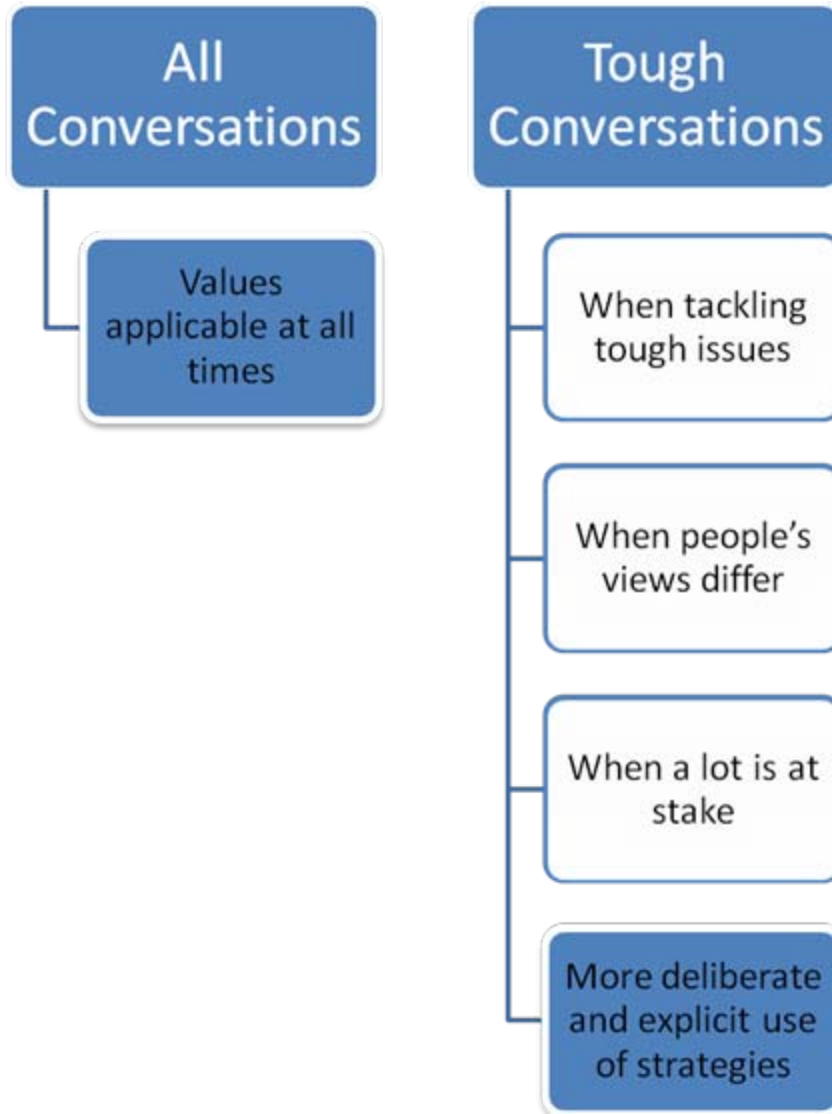 All
Conversations
Values
applicable at all
times
Tough
Conversations
When tackling
tough issues
When people’s
views differ
When a lot is at
stake
More deliberate
and explicit use
of strategies